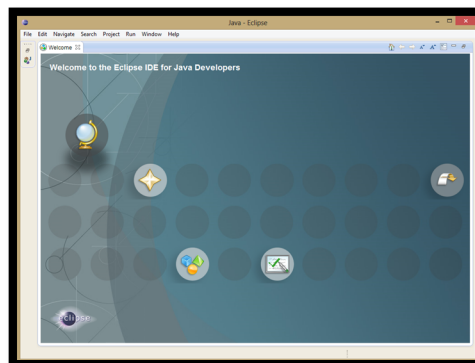 Java - Eclipse
File Edit Navigate Search Project Run Window Help
Welcome
Welcome to the Eclipse IDE for Java Developers
eclipse